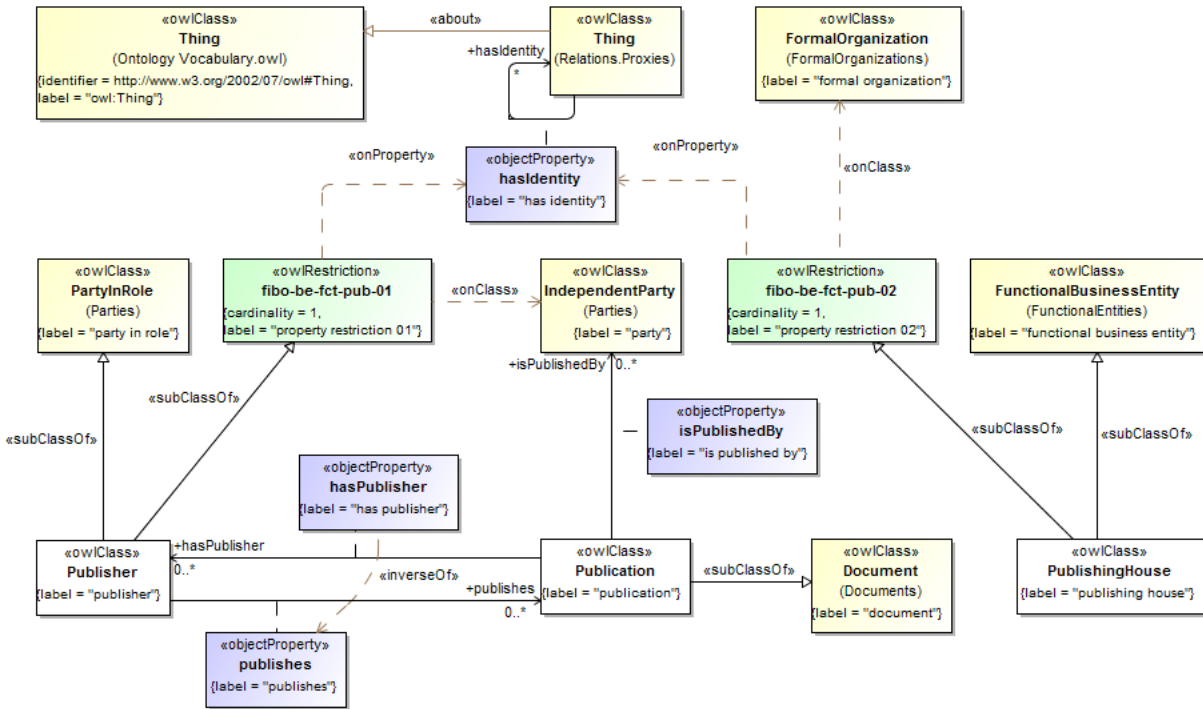 «owlClass»
Thing
(Ontology Vocabulary.owl)
{identifier = http://www.w3.org/2002/07/owl#Thing,
label = "owl:Thing"}
«about»
«owlClass»
Thing
(Relations.Proxies)
+hasIdentity
*
«owlClass»
FormalOrganization
(FormalOrganizations)
{label = "formal organization"}
«onProperty»
«objectProperty»
hasIdentity
{label = "has identity"}
«onProperty»
«onClass»
«owlClass»
PartyInRole
(Parties)
{label = "party in role"}
«owlRestriction»
fibo-be-fct-pub-01
{cardinality = 1,
label = "property restriction 01"}
«onClass»
«owlClass»
IndependentParty
(Parties)
{label = "party"}
«owlRestriction»
fibo-be-fct-pub-02
{cardinality = 1,
label = "property restriction 02"}
«owlClass»
FunctionalBusinessEntity
(FunctionalEntities)
{label = "functional business entity"}
+isPublishedBy
0..*
«subClassOf»
«subClassOf»
«objectProperty»
isPublishedBy
{label = "is published by"}
«subClassOf»
«subClassOf»
«objectProperty»
hasPublisher
{label = "has publisher"}
«owlClass»
Publisher
{label = "publisher"}
+hasPublisher
0..*
«inverseOf»
+publishes
0..*
«owlClass»
Publication
{label = "publication"}
«subClassOf»
«owlClass»
Document
(Documents)
{label = "document"}
«owlClass»
PublishingHouse
{label = "publishing house"}
«objectProperty»
publishes
{label = "publishes"}